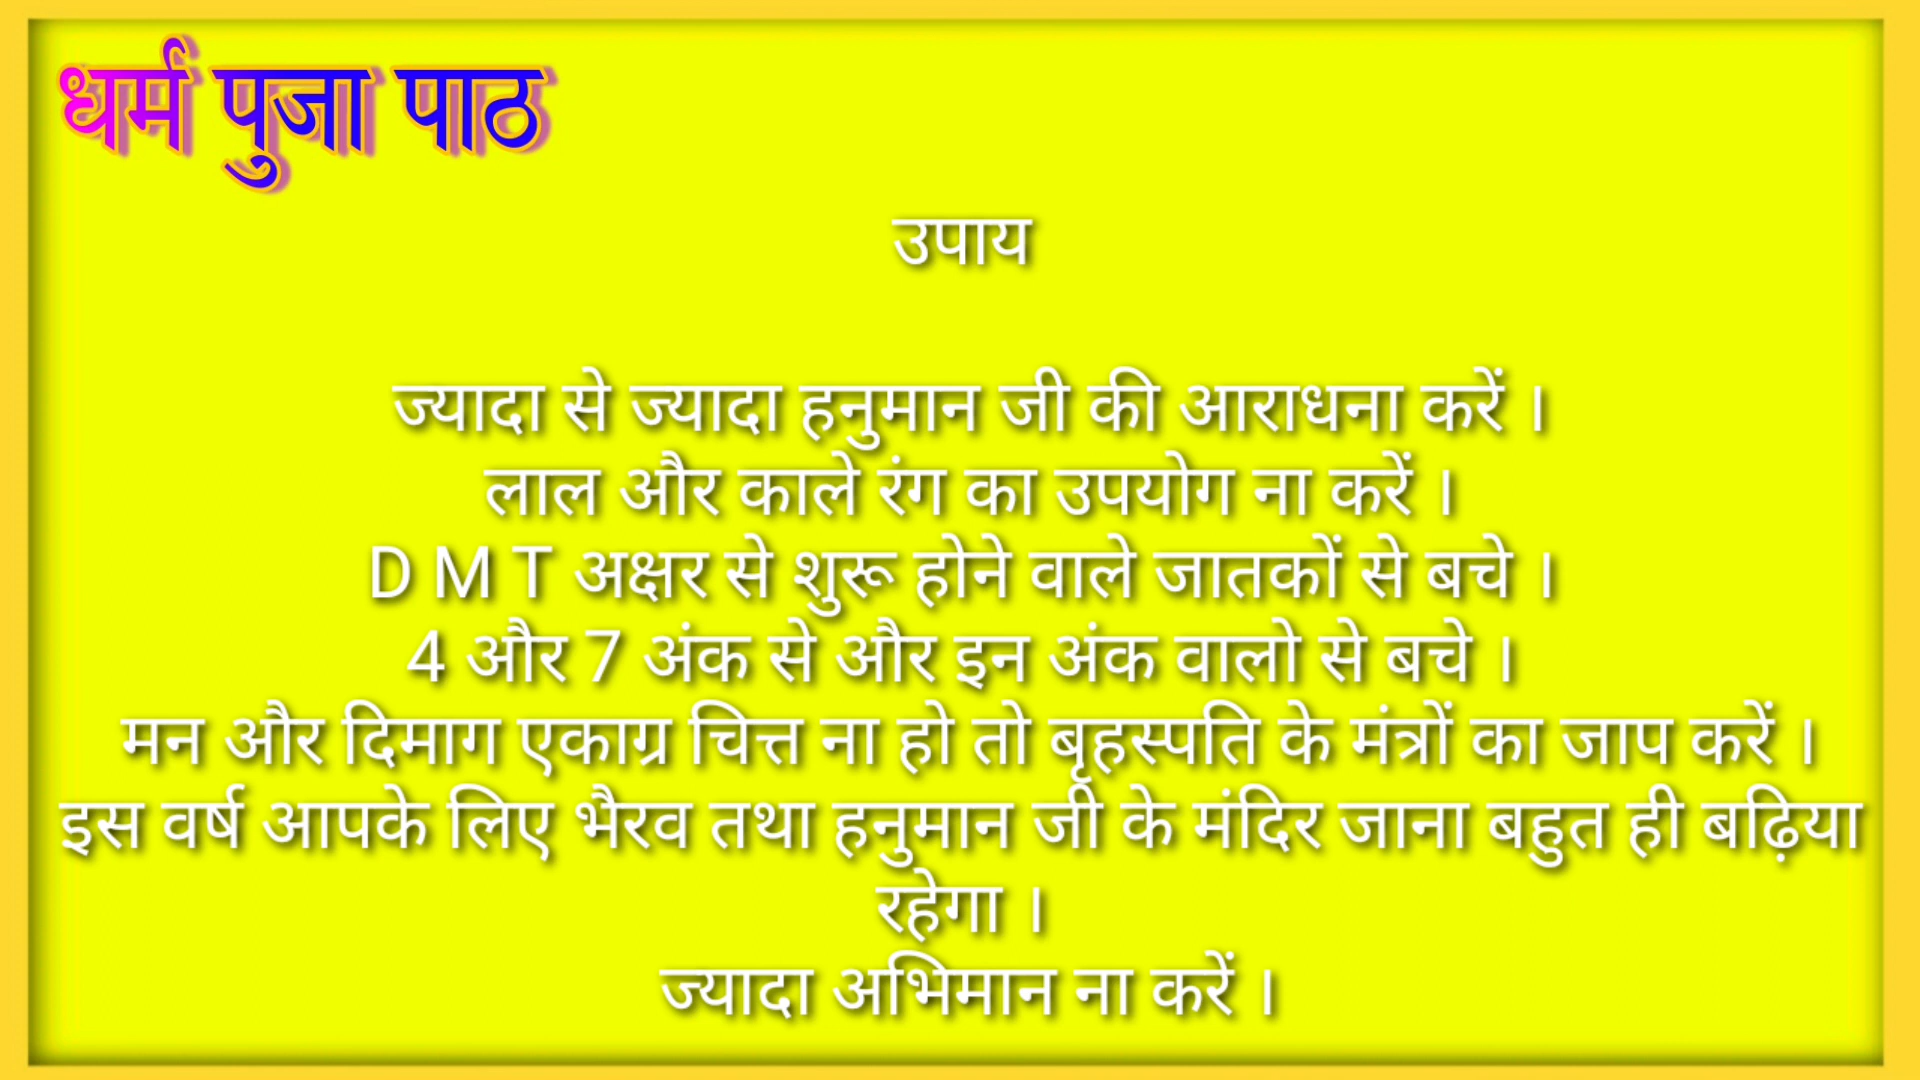 धर्म पुजा पाठ
उपाय
ज्यादा से ज्यादा हनुमान जी की आराधना करें ।
लाल और काले रंग का उपयोग ना करें ।
D M T अक्षर से शुरू होने वाले जातकों से बचे ।
4 और 7 अंक से और इन अंक वालो से बचे ।
मन और दिमाग एकाग्र चित्त ना हो तो बृहस्पति के मंत्रों का जाप करें ।
इस वर्ष आपके लिए भैरव तथा हनुमान जी के मंदिर जाना बहुत ही बढ़िया
रहेगा ।
ज्यादा अभिमान ना करें ।